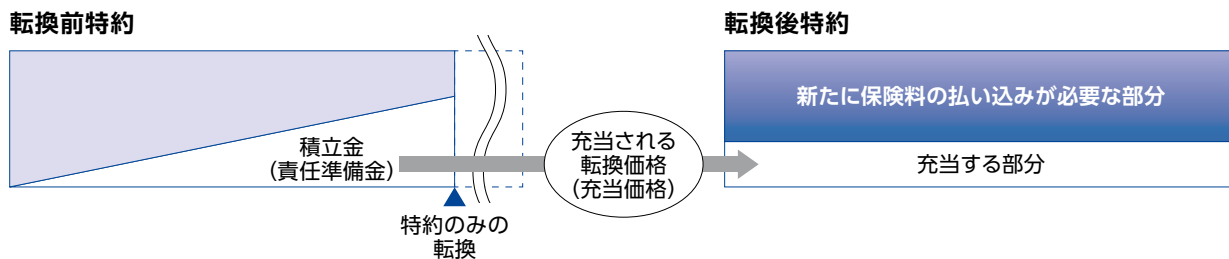 転換前特約
積立金
(責任準備金)
特約のみの
転換
充当される
転換価格
(充当価格)
転換後特約
新たに保険料の払い込みが必要な部分
充当する部分